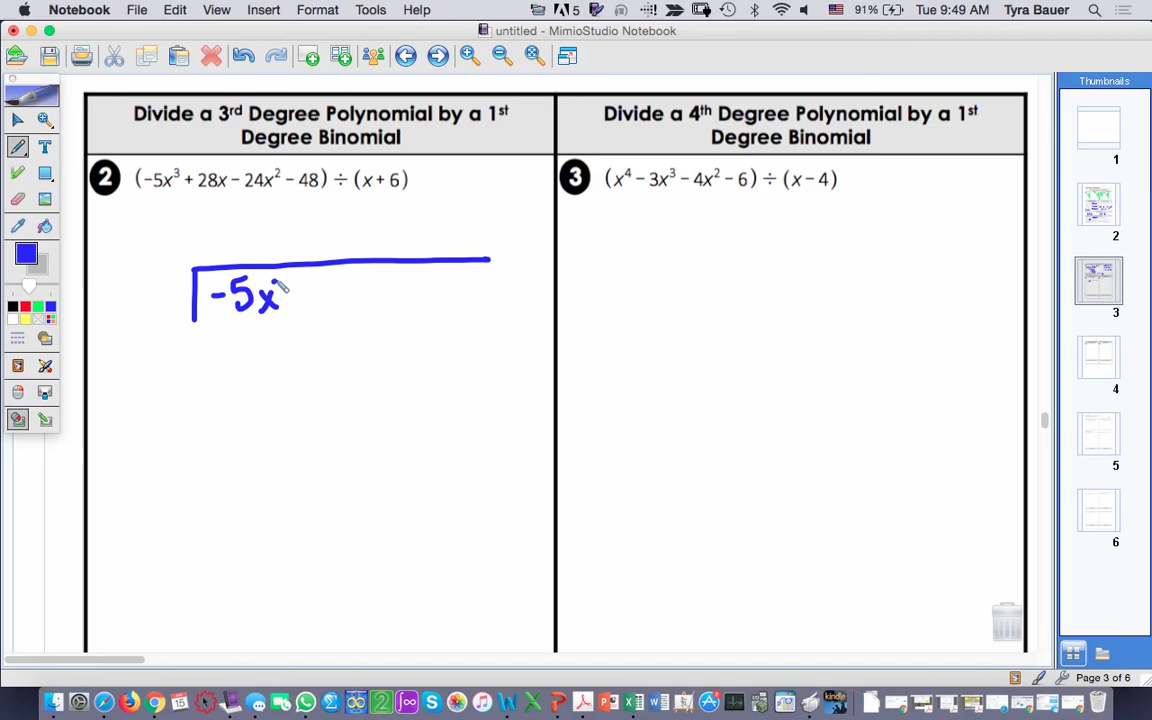 Notebook File Edit View Insert Format Tools Help 5 91% Tue 9:49 AM Tyra Bauer
untitled - MimioStudio Notebook
Thumbnails
Divide a 3rd Degree Polynomial by a 1st
Degree Binomial
Divide a 4th Degree Polynomial by a 1st
Degree Binomial
2 (-5x³ + 28x - 24x² - 48) ÷ (x + 6)
3 (x⁴ - 3x³ - 4x² - 6) ÷ (x - 4)
-5x
1
2
3
4
5
6
Page 3 of 6